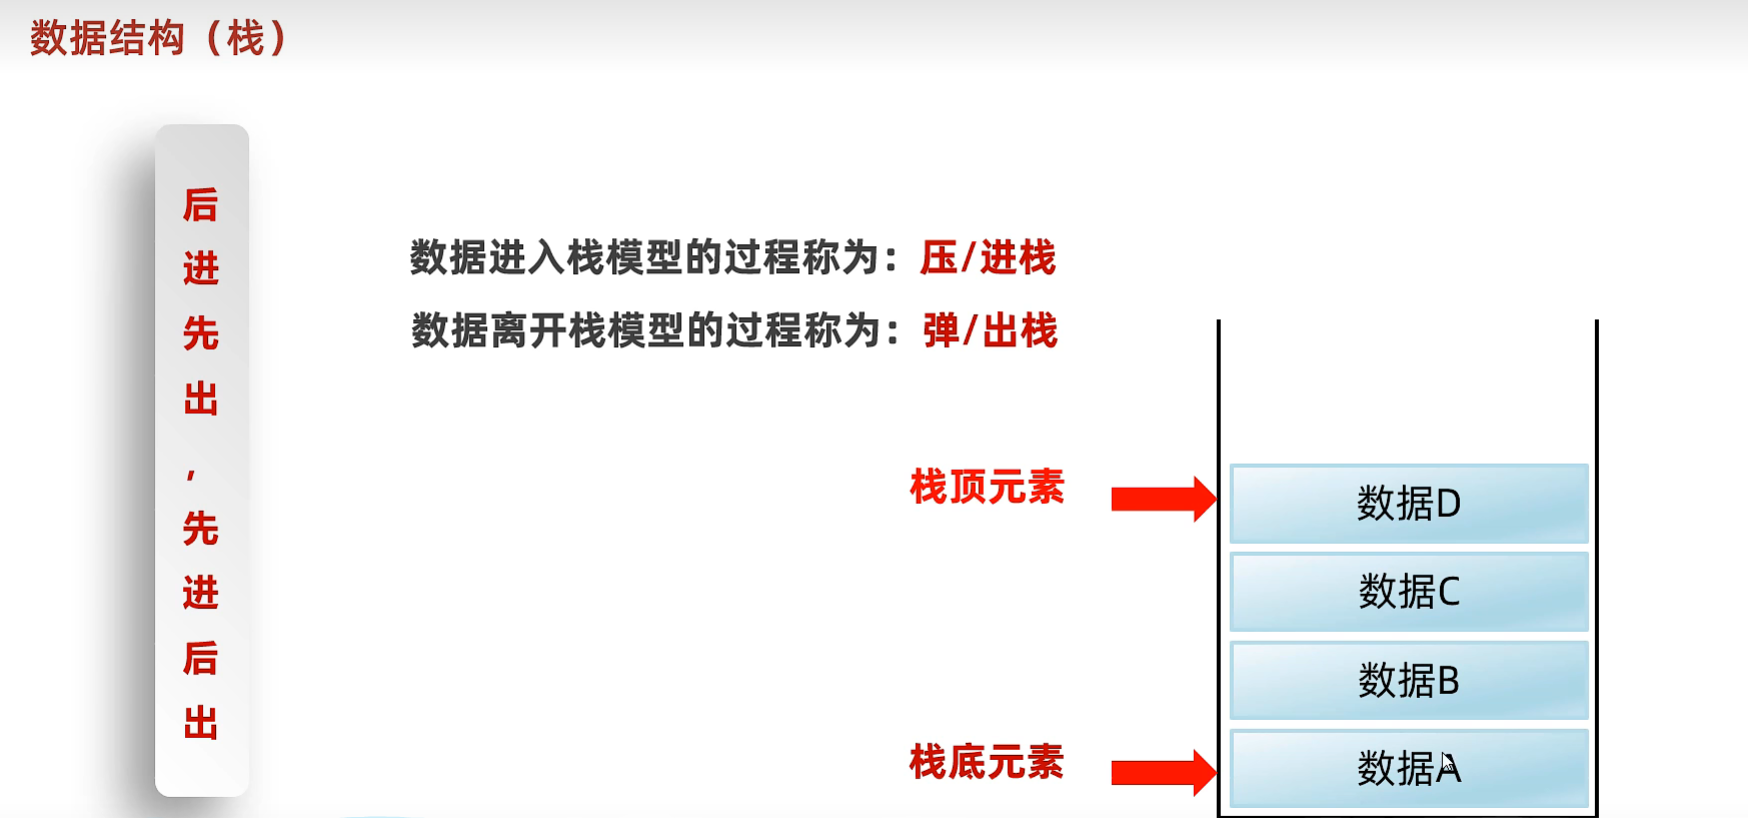 数据结构（栈）
后进先出，先进后出
数据进入栈模型的过程称为：压/进栈
数据离开栈模型的过程称为：弹/出栈
栈顶元素
数据D
数据C
数据B
栈底元素
数据A